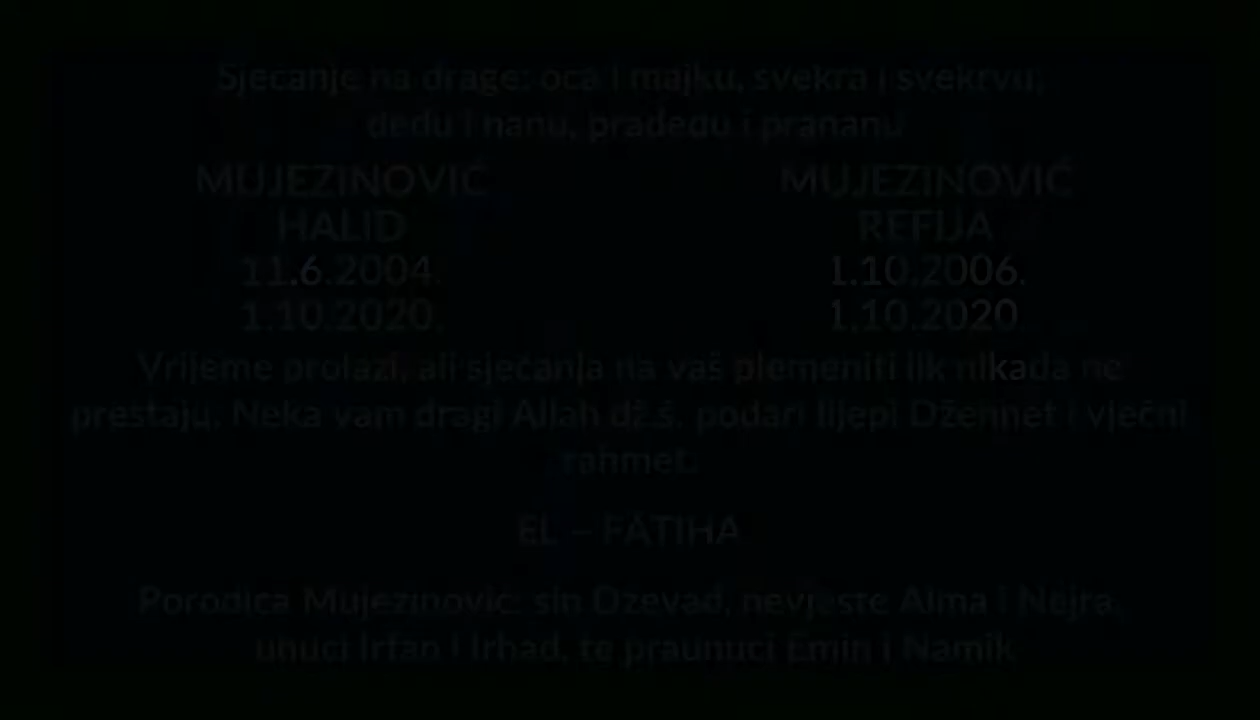 Sjećanje na drage: oca i majku, svekra i svekrvu,
dedu i nanu, pradedu i prananu
MUJEZINOVIĆ MUJEZINOVIĆ
HALID REFIJA
11.6.2004. 1.10.2006.
1.10.2020. 1.10.2020.
Vrijeme prolazi, ali sjećanja na vaš plemeniti lik nikada ne
prestaju. Neka vam dragi Allah dž.š. podari lijepi Džennet i vječni
rahmet.
EL – FATIHA
Porodica Mujezinović: sin Dževad, nevjeste Alma i Nejra,
unuci Irfan i Irhad, te praunuci Emin i Namik